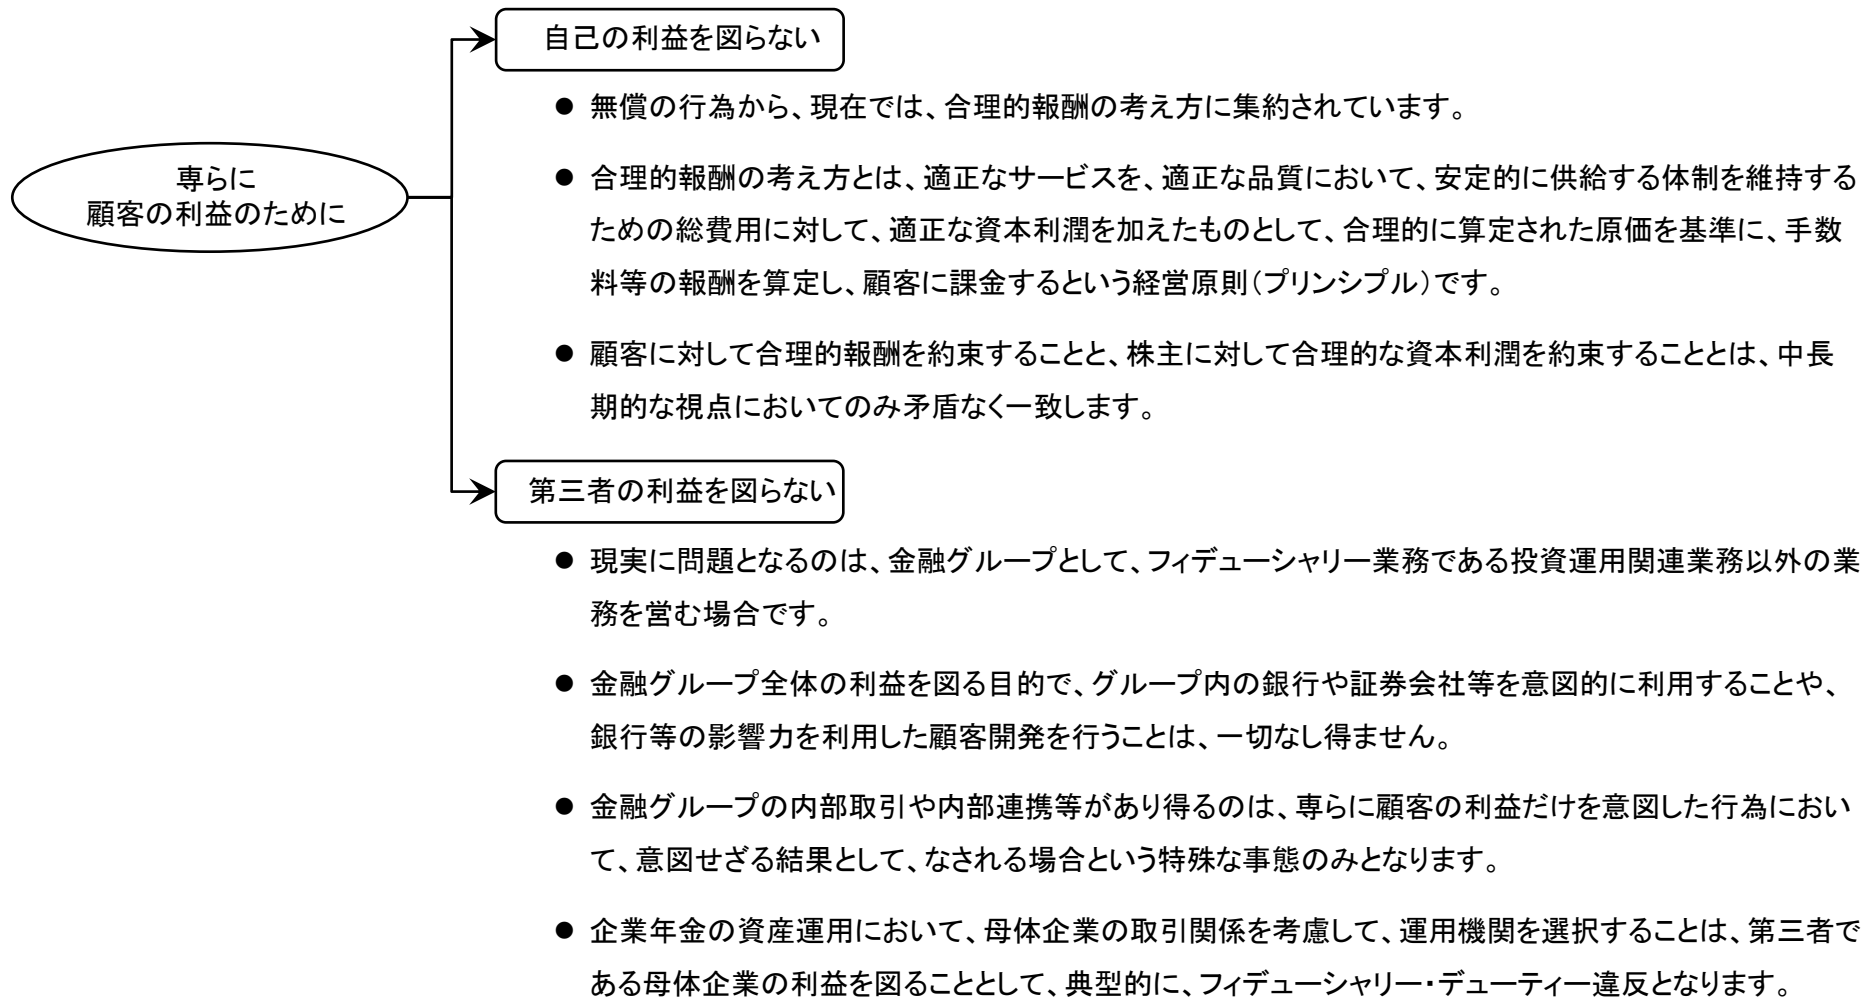 自己の利益を図らない
● 無償の行為から、現在では、合理的報酬の考え方に集約されています。
専らに
顧客の利益のために
● 合理的報酬の考え方とは、適正なサービスを、適正な品質において、安定的に供給する体制を維持する
ための総費用に対して、適正な資本利潤を加えたものとして、合理的に算定された原価を基準に、手数
料等の報酬を算定し、顧客に課金するという経営原則（プリンシプル）です。
● 顧客に対して合理的報酬を約束することと、株主に対して合理的な資本利潤を約束することとは、中長
期的な視点においてのみ矛盾なく一致します。
第三者の利益を図らない
● 現実に問題となるのは、金融グループとして、フィデューシャリー業務である投資運用関連業務以外の業
務を営む場合です。
● 金融グループ全体の利益を図る目的で、グループ内の銀行や証券会社等を意図的に利用することや、
銀行等の影響力を利用した顧客開発を行うことは、一切なし得ません。
● 金融グループの内部取引や内部連携等があり得るのは、専らに顧客の利益だけを意図した行為におい
て、意図せざる結果として、なされる場合という特殊な事態のみとなります。
● 企業年金の資産運用において、母体企業の取引関係を考慮して、運用機関を選択することは、第三者で
ある母体企業の利益を図ることとして、典型的に、フィデューシャリー・デューティー違反となります。